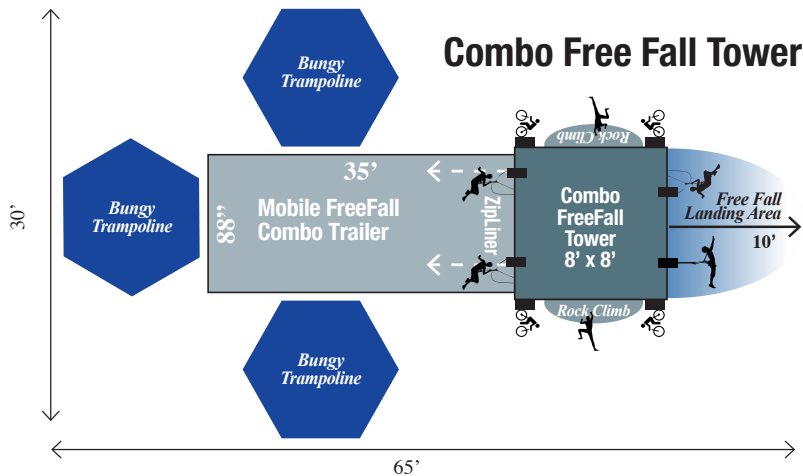 Combo Free Fall Tower
Bungy
Trampoline
Rock Climb
35’
Mobile FreeFall
Combo Trailer
88”
ZipLiner
Combo
FreeFall
Tower
8’ x 8’
Free Fall
Landing Area
10’
Bungy
Trampoline
30’
Rock Climb
Bungy
Trampoline
65’